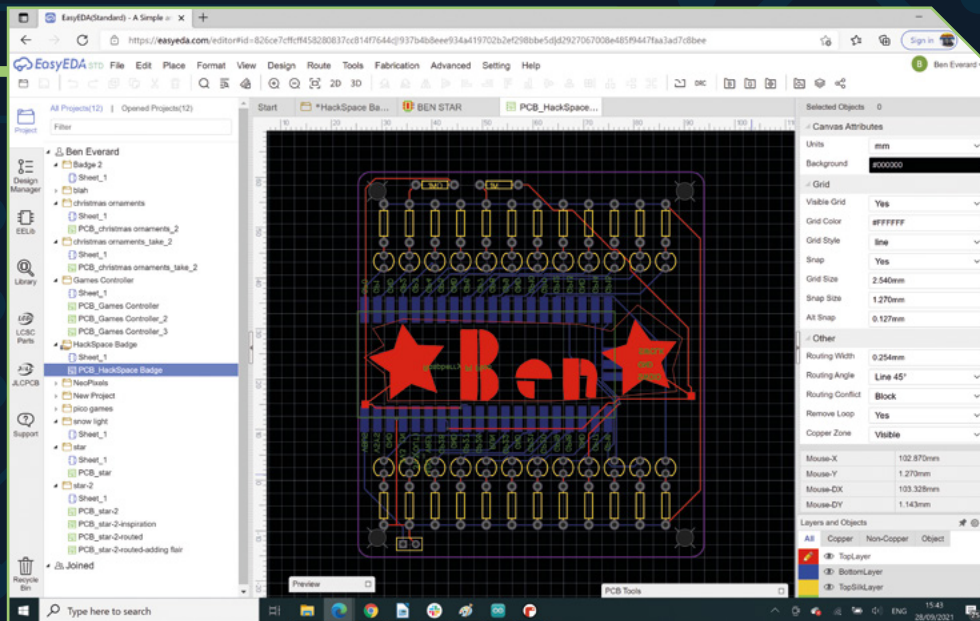 EasyEDA(Standard) - A Simple a
https://easyeda.com/editor#id=826ce7cffcff458280837cc814f7644d|937b4b8eee934a419702b2ef298bbe5d|d2927067008e485f9447faa3ad7c8bee
Sign in
EasyEDA STD File Edit Place Format View Design Route Tools Fabrication Advanced Setting Help
Ben Everard
2D 3D
All Projects(12) Opened Projects(12)
Start *HackSpace Ba... BEN STAR PCB_HackSpace...
Filter
Project
Design Manager
EELib
Library
LCSC Parts
JLCPCB
Support
Recycle Bin
Ben Everard
Badge 2
Sheet_1
blah
christmas ornaments
Sheet_1
PCB_christmas ornaments_2
christmas ornaments_take_2
Sheet_1
PCB_christmas ornaments_take_2
Games Controller
Sheet_1
PCB_Games Controller
PCB_Games Controller_2
PCB_Games Controller_3
HackSpace Badge
Sheet_1
PCB_HackSpace Badge
NeoPixels
New Project
pico games
snow light
Sheet_1
star
Sheet_1
PCB_star
star-2
Sheet_1
PCB_star-2
PCB_star-2-inspiration
PCB_star-2-routed
PCB_star-2-routed-adding flair
Joined
Ben
Preview
PCB Tools
Selected Objects 0
Canvas Attributes
Units mm
Background #000000
Grid
Visible Grid Yes
Grid Color #FFFFFF
Grid Style line
Snap Yes
Grid Size 2.540mm
Snap Size 1.270mm
Alt Snap 0.127mm
Other
Routing Width 0.254mm
Routing Angle Line 45°
Routing Conflict Block
Remove Loop Yes
Copper Zone Visible
Mouse-X 102.870mm
Mouse-Y 1.270mm
Mouse-DX 103.328mm
Mouse-DY 1.143mm
Layers and Objects
All Copper Non-Copper Object
TopLayer
BottomLayer
TopSilkLayer
Type here to search
ENG
15:43
28/09/2021